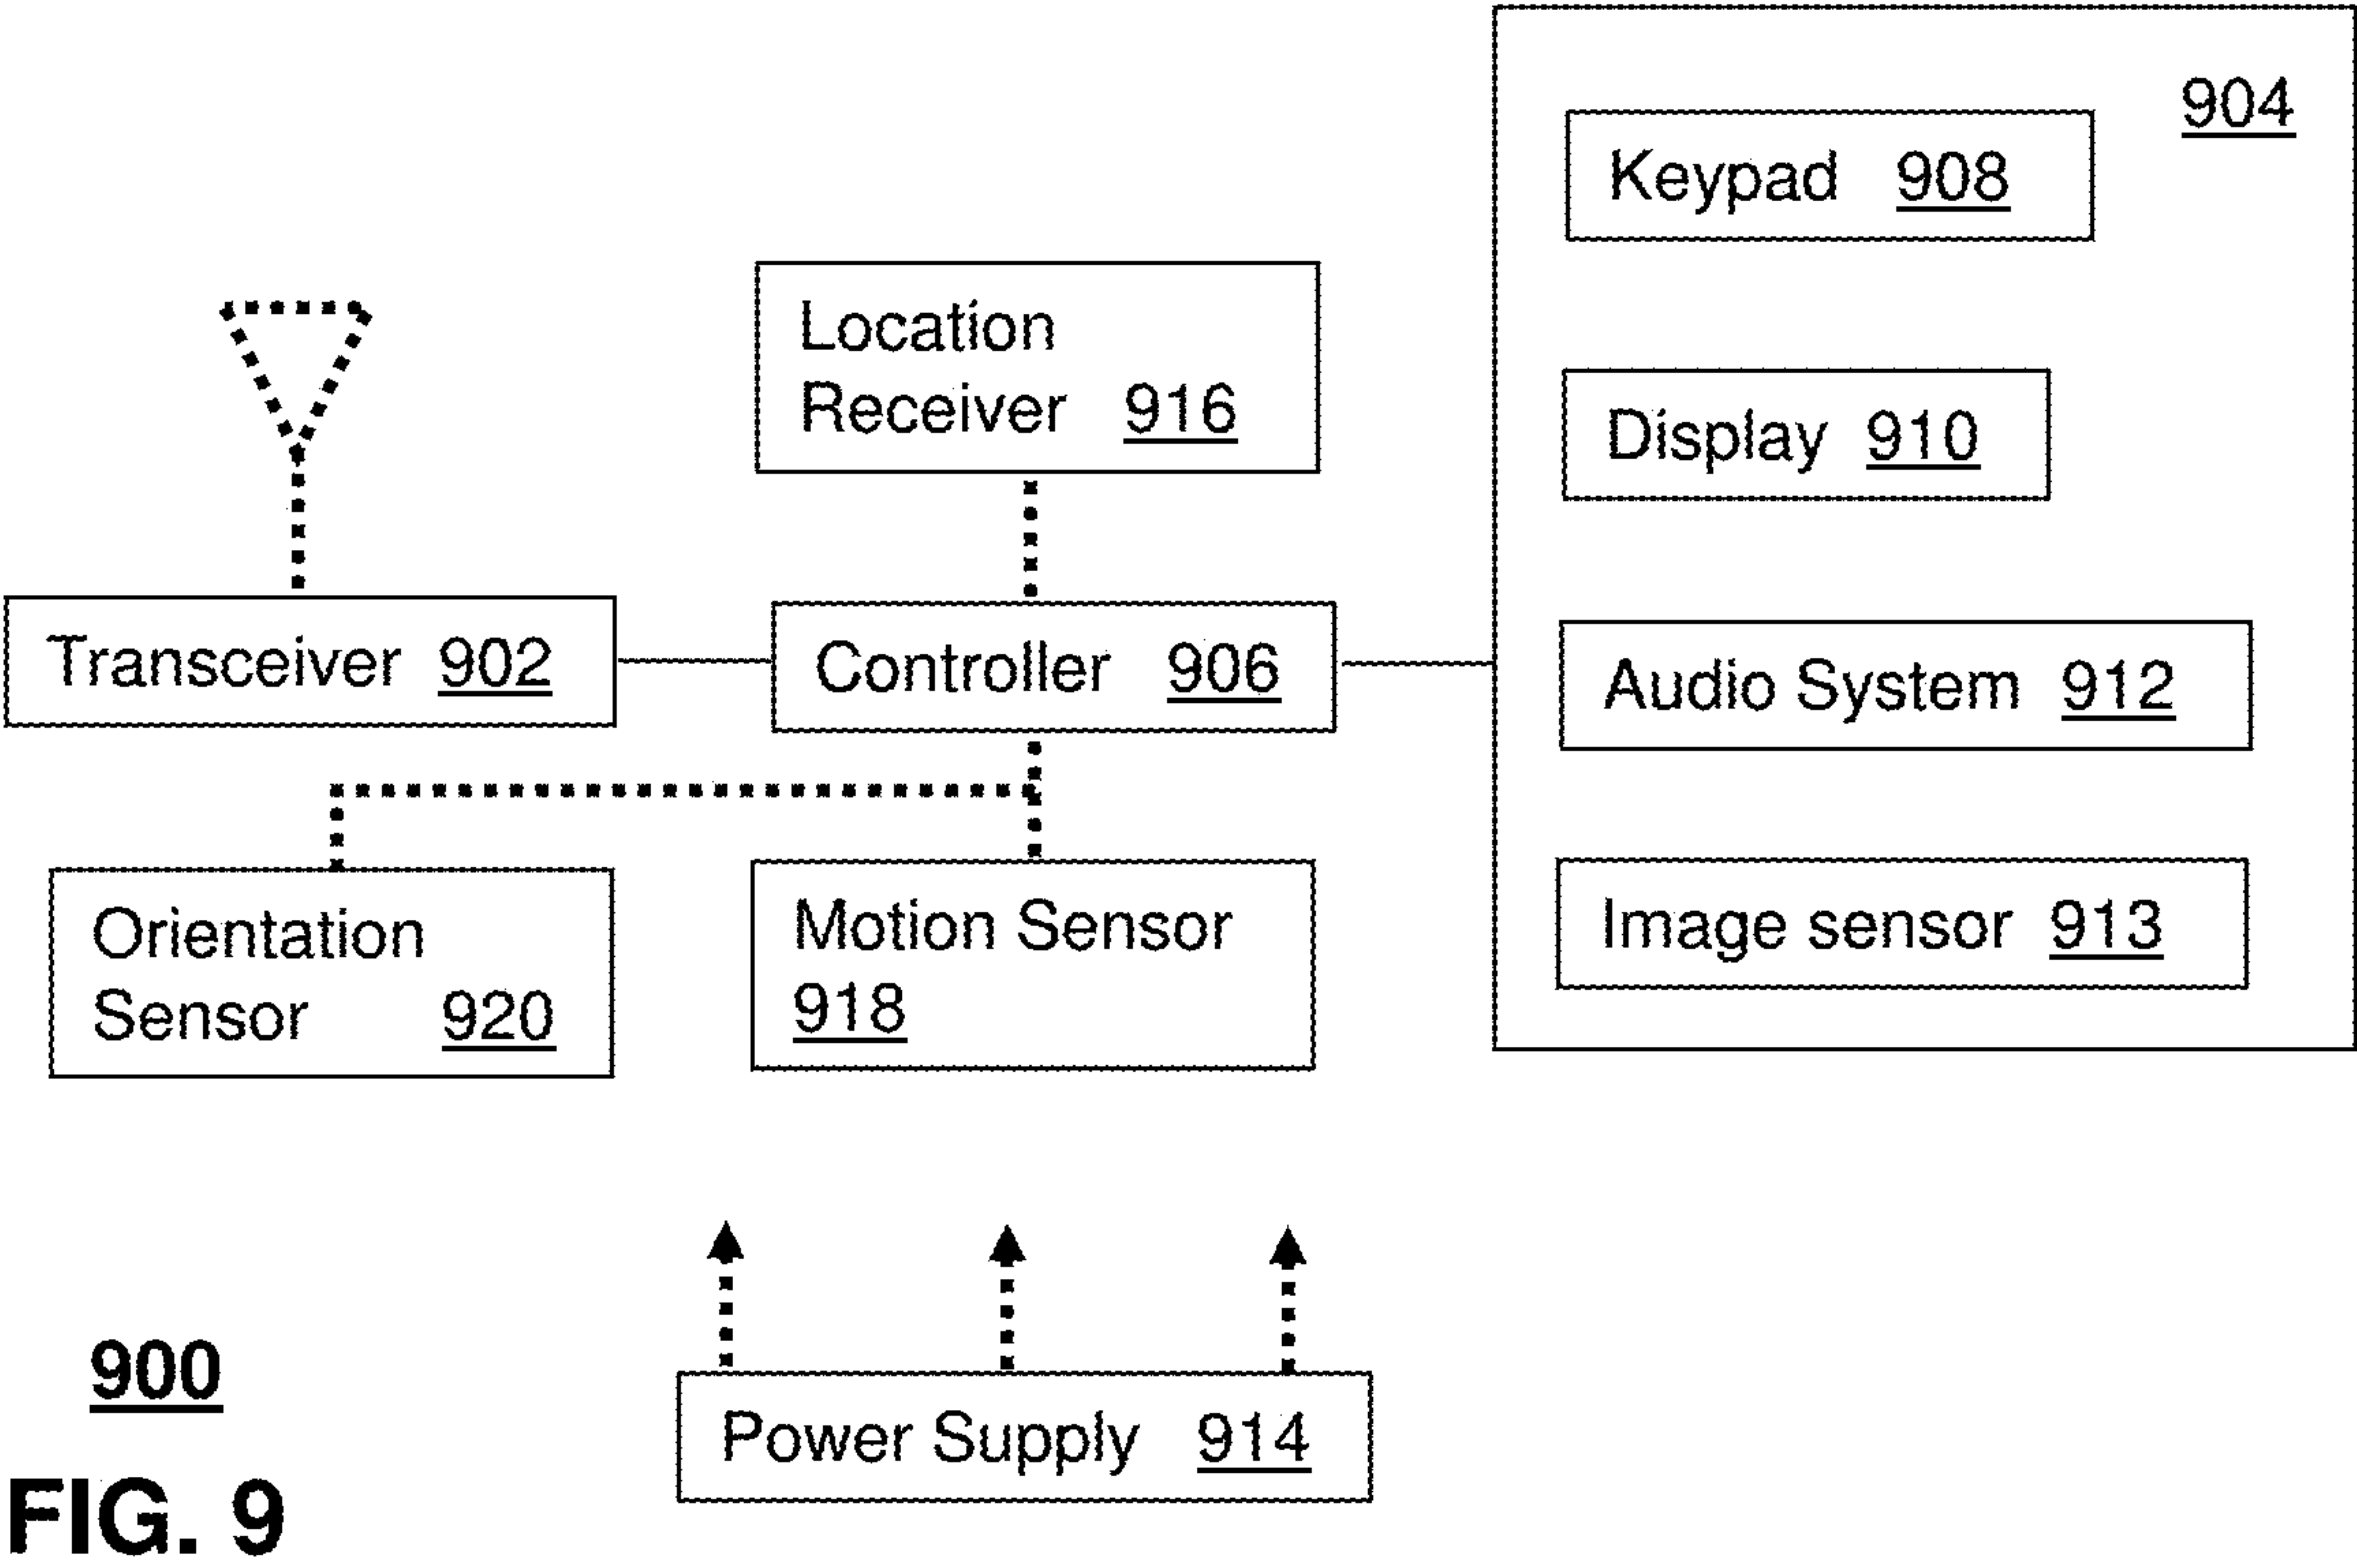 904
Keypad 908
Location
Receiver 916
Display 910
Transceiver 902
Controller 906
Audio System 912
Orientation
Sensor 920
Motion Sensor
918
Image sensor 913
900
Power Supply 914
FIG. 9